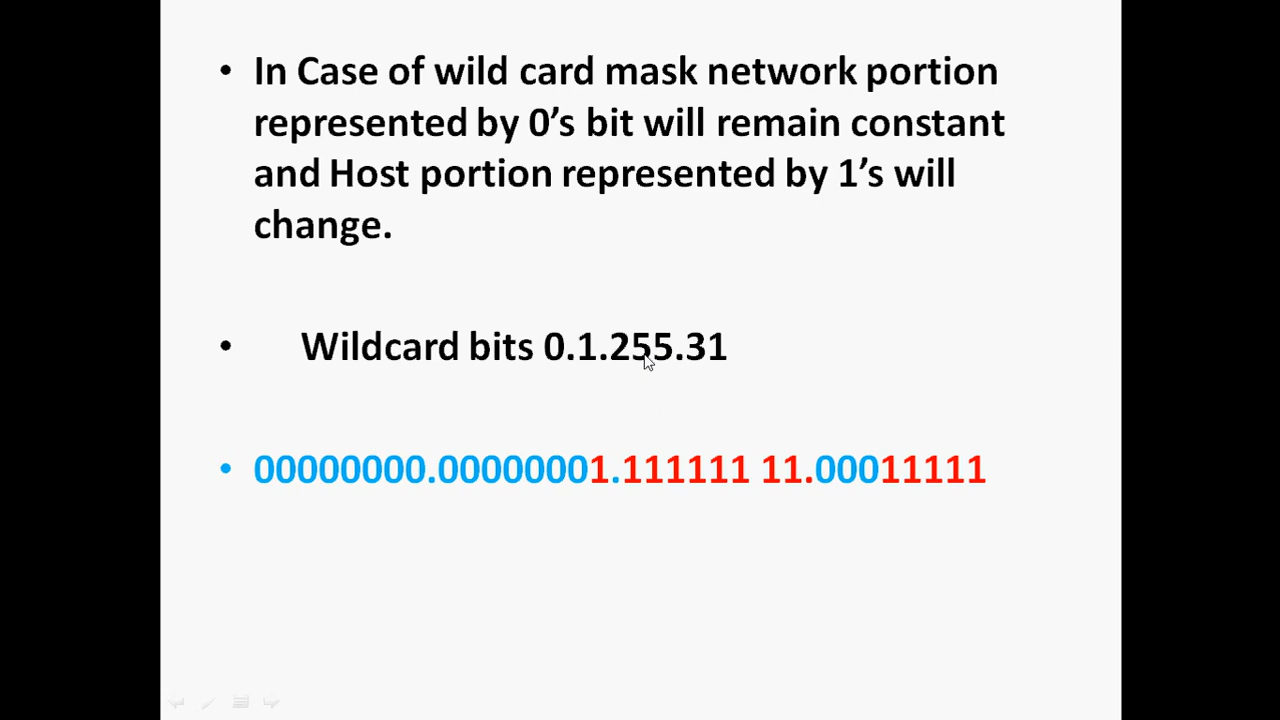 • In Case of wild card mask network portion
represented by 0’s bit will remain constant
and Host portion represented by 1’s will
change.
• Wildcard bits 0.1.255.31
• 00000000.00000001.111111 11.00011111